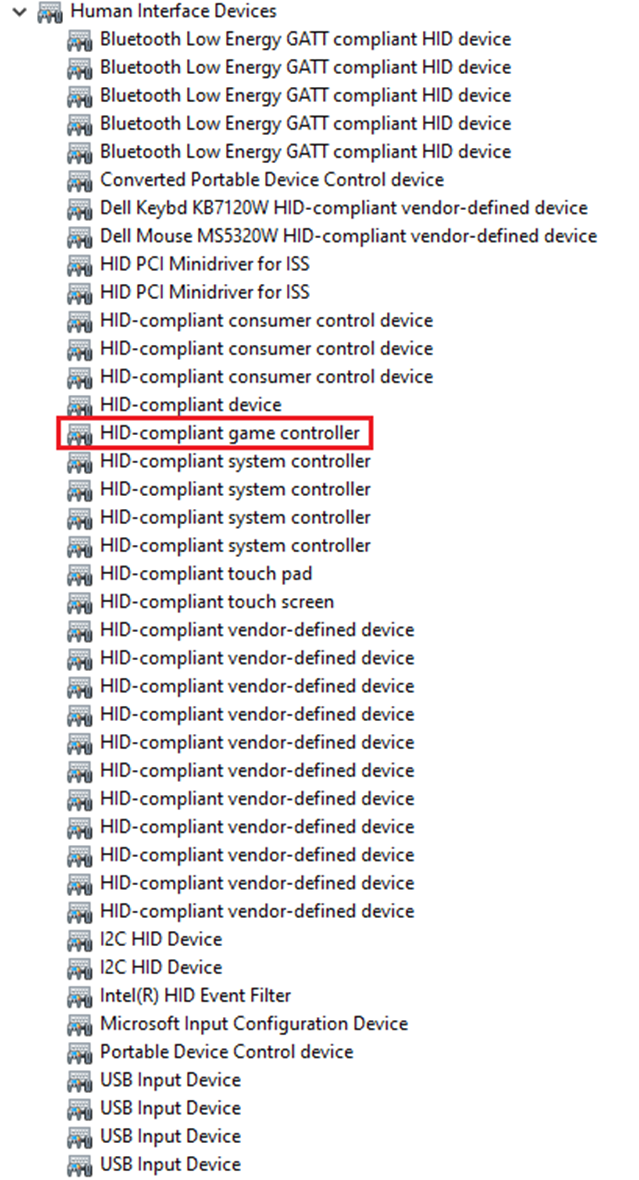 Human Interface Devices
Bluetooth Low Energy GATT compliant HID device
Bluetooth Low Energy GATT compliant HID device
Bluetooth Low Energy GATT compliant HID device
Bluetooth Low Energy GATT compliant HID device
Bluetooth Low Energy GATT compliant HID device
Converted Portable Device Control device
Dell Keybd KB7120W HID-compliant vendor-defined device
Dell Mouse MS5320W HID-compliant vendor-defined device
HID PCI Minidriver for ISS
HID PCI Minidriver for ISS
HID-compliant consumer control device
HID-compliant consumer control device
HID-compliant consumer control device
HID-compliant device
HID-compliant game controller
HID-compliant system controller
HID-compliant system controller
HID-compliant system controller
HID-compliant system controller
HID-compliant touch pad
HID-compliant touch screen
HID-compliant vendor-defined device
HID-compliant vendor-defined device
HID-compliant vendor-defined device
HID-compliant vendor-defined device
HID-compliant vendor-defined device
HID-compliant vendor-defined device
HID-compliant vendor-defined device
HID-compliant vendor-defined device
HID-compliant vendor-defined device
HID-compliant vendor-defined device
HID-compliant vendor-defined device
I2C HID Device
I2C HID Device
Intel(R) HID Event Filter
Microsoft Input Configuration Device
Portable Device Control device
USB Input Device
USB Input Device
USB Input Device
USB Input Device